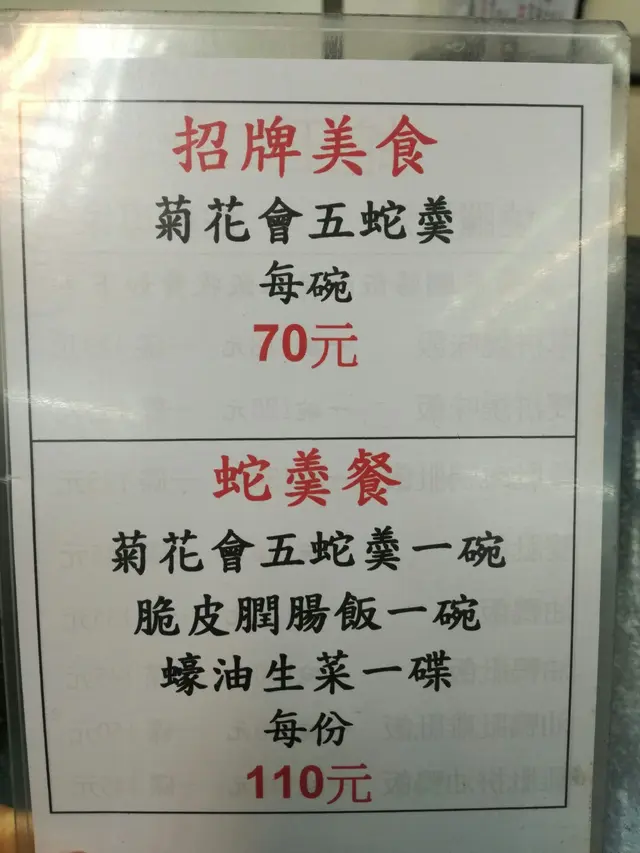 招牌美食
菊花會五蛇羹
每碗
70元
蛇羹餐
菊花會五蛇羹一碗
脆皮膶腸飯一碗
蠔油生菜一碟
每份
110元